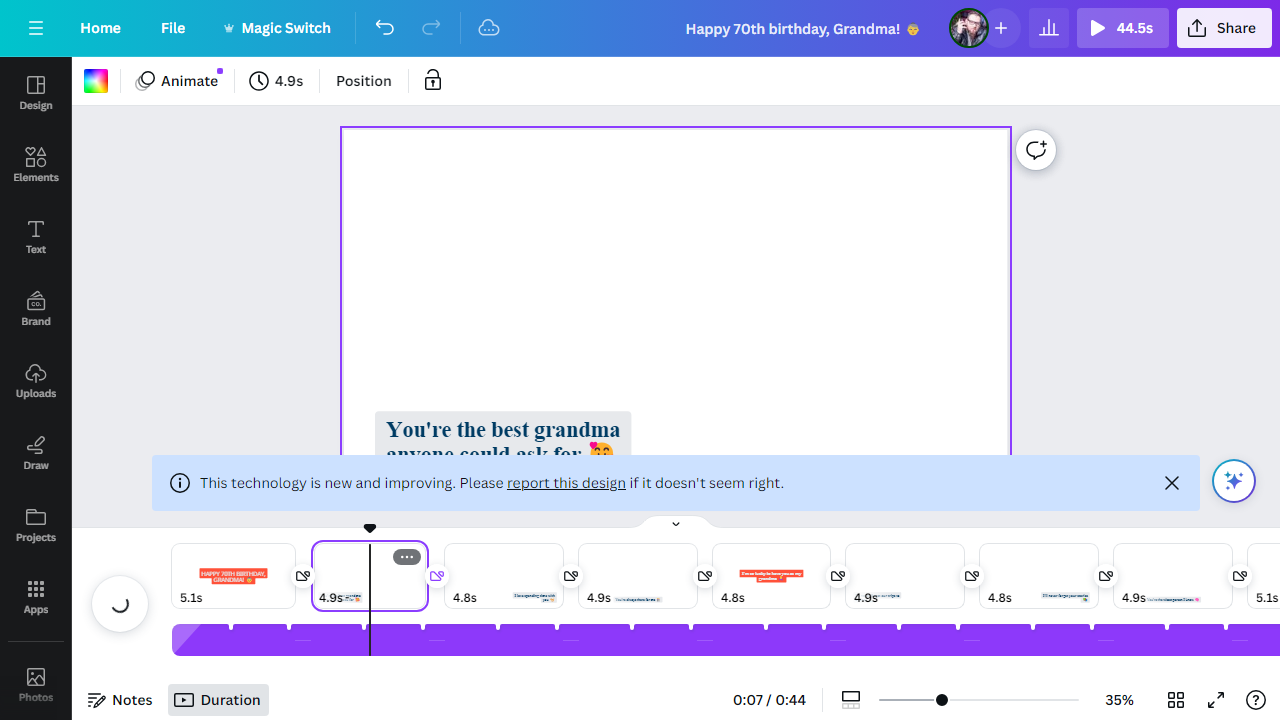 Home
File
Magic Switch
Happy 70th birthday, Grandma! 👵
44.5s
Share
Animate
4.9s
Position
Design
Elements
Text
Brand
Uploads
Draw
Projects
Apps
Photos
You're the best grandma
anyone could ask for 🥰
This technology is new and improving. Please report this design if it doesn't seem right.
HAPPY 70TH BIRTHDAY,
GRANDMA!
5.1s
4.9s
4.8s
4.9s
4.8s
4.9s
4.8s
4.9s
5.1s
Notes
Duration
0:07 / 0:44
35%